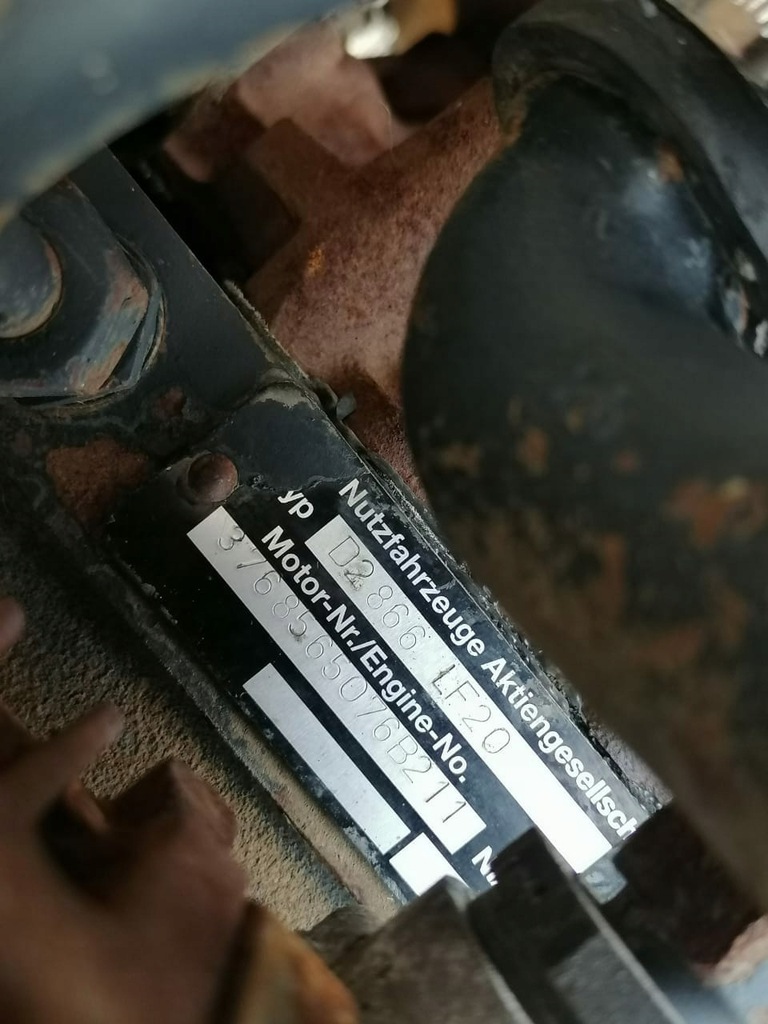 Nutzfahrzeuge Aktiengesellsch
yp D2866 LF20
Motor-Nr./Engine-No.
3768565076B211